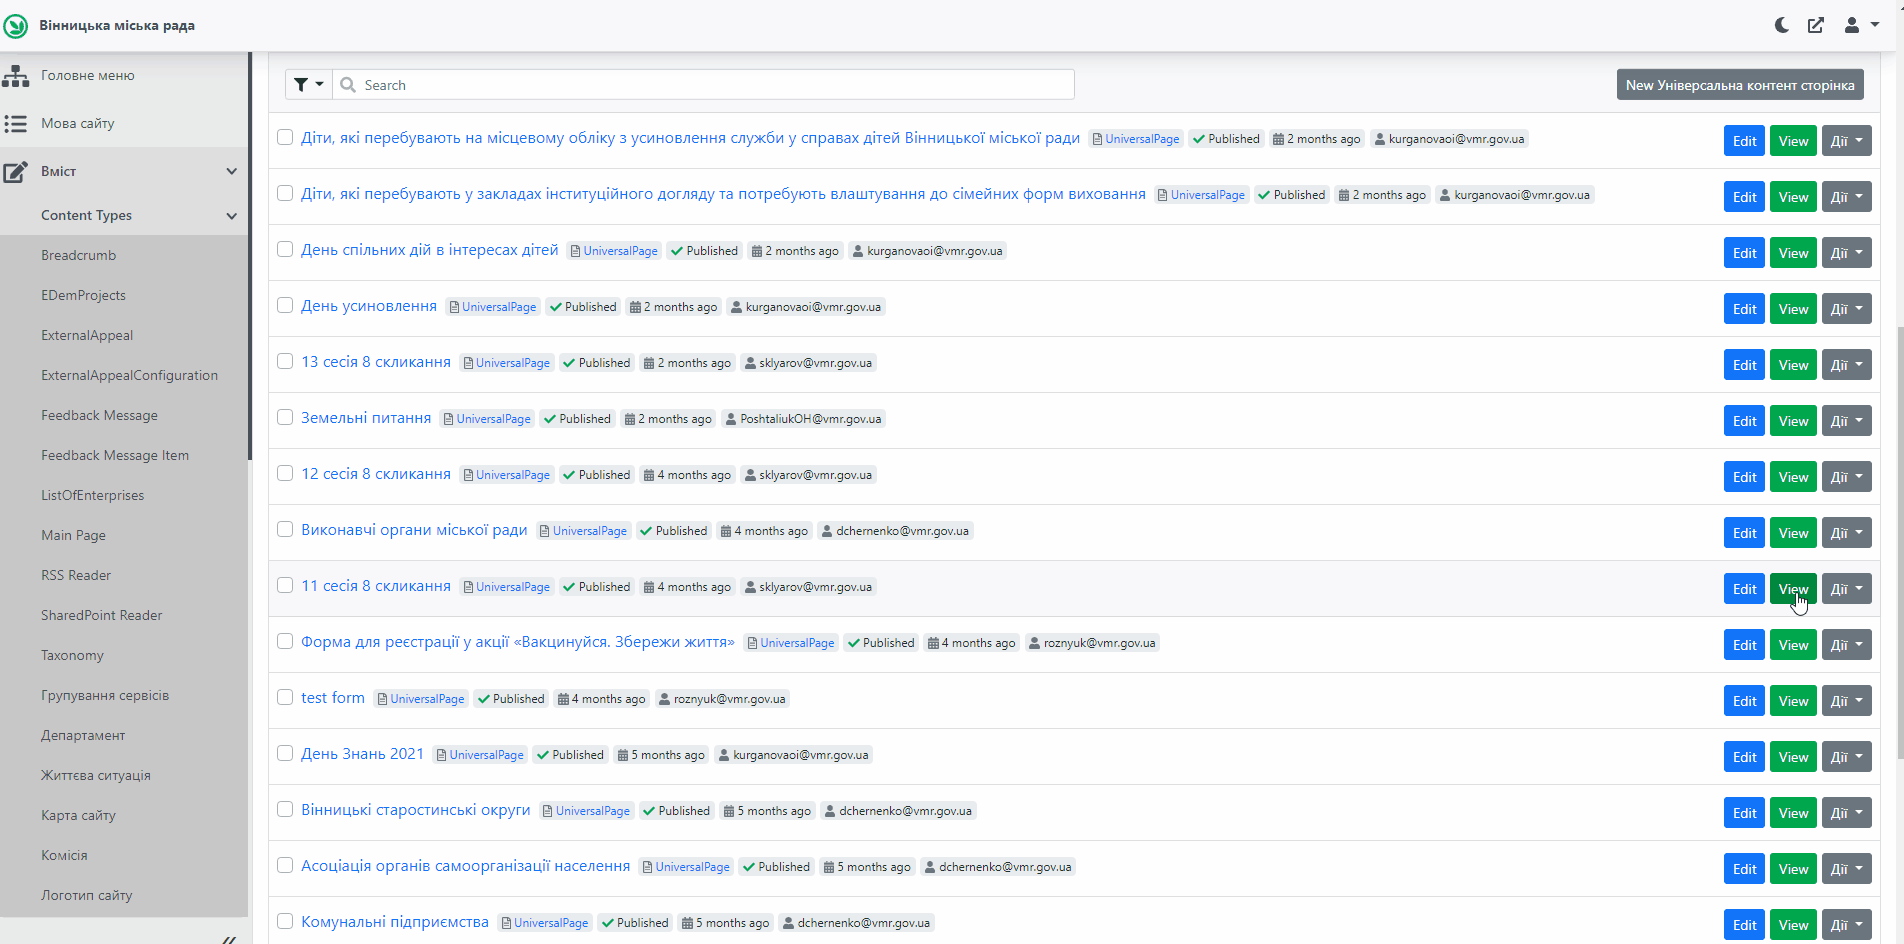 Вінницька міська рада
Головне меню
Мова сайту
Вміст
Content Types
Breadcrumb
EDemProjects
ExternalAppeal
ExternalAppealConfiguration
Feedback Message
Feedback Message Item
ListOfEnterprises
Main Page
RSS Reader
SharedPoint Reader
Taxonomy
Групування сервісів
Департамент
Життєва ситуація
Карта сайту
Комісія
Логотип сайту
Search
New Універсальна контент сторінка
Діти, які перебувають на місцевому обліку з усиновлення служби у справах дітей Вінницької міської ради UniversalPage Published 2 months ago kurganovaoi@vmr.gov.ua Edit View Дії
Діти, які перебувають у закладах інституційного догляду та потребують влаштування до сімейних форм виховання UniversalPage Published 2 months ago kurganovaoi@vmr.gov.ua Edit View Дії
День спільних дій в інтересах дітей UniversalPage Published 2 months ago kurganovaoi@vmr.gov.ua Edit View Дії
День усиновлення UniversalPage Published 2 months ago kurganovaoi@vmr.gov.ua Edit View Дії
13 сесія 8 скликання UniversalPage Published 2 months ago sklyarov@vmr.gov.ua Edit View Дії
Земельні питання UniversalPage Published 2 months ago PoshtaliukOH@vmr.gov.ua Edit View Дії
12 сесія 8 скликання UniversalPage Published 4 months ago sklyarov@vmr.gov.ua Edit View Дії
Виконавчі органи міської ради UniversalPage Published 4 months ago dchernenko@vmr.gov.ua Edit View Дії
11 сесія 8 скликання UniversalPage Published 4 months ago sklyarov@vmr.gov.ua Edit View Дії
Форма для реєстрації у акції «Вакцинуйся. Збережи життя» UniversalPage Published 4 months ago roznyuk@vmr.gov.ua Edit View Дії
test form UniversalPage Published 4 months ago roznyuk@vmr.gov.ua Edit View Дії
День Знань 2021 UniversalPage Published 5 months ago kurganovaoi@vmr.gov.ua Edit View Дії
Вінницькі старостинські округи UniversalPage Published 5 months ago dchernenko@vmr.gov.ua Edit View Дії
Асоціація органів самоорганізації населення UniversalPage Published 5 months ago dchernenko@vmr.gov.ua Edit View Дії
Комунальні підприємства UniversalPage Published 5 months ago dchernenko@vmr.gov.ua Edit View Дії